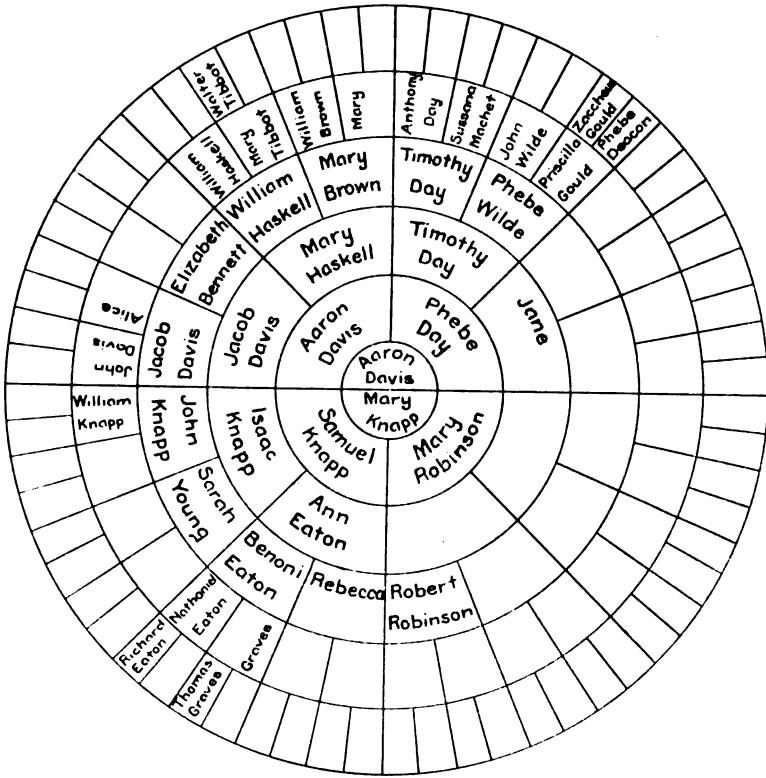 Walter
Tibbot
William
Haskell
Mary
Tibbot
William
Brown
Mary
Anthony
Day
Sussana
Machet
John
Wilde
Priscilla
Gould
Zaccheus
Gould
Phebe
Deacon
Elizabeth
Bennett
William
Haskell
Mary
Brown
Timothy
Day
Phebe
Wilde
Mary
Haskell
Timothy
Day
Alice
John
Davis
Jacob
Davis
Jacob
Davis
Aaron
Davis
Phebe
Day
Jane
Aaron
Davis
Mary
Knapp
William
Knapp
John
Knapp
Isaac
Knapp
Samuel
Knapp
Mary
Robinson
Sarah
Young
Ann
Eaton
Benoni
Eaton
Rebecca
Robert
Robinson
Nathaniel
Eaton
Graves
Richard
Eaton
Thomas
Graves